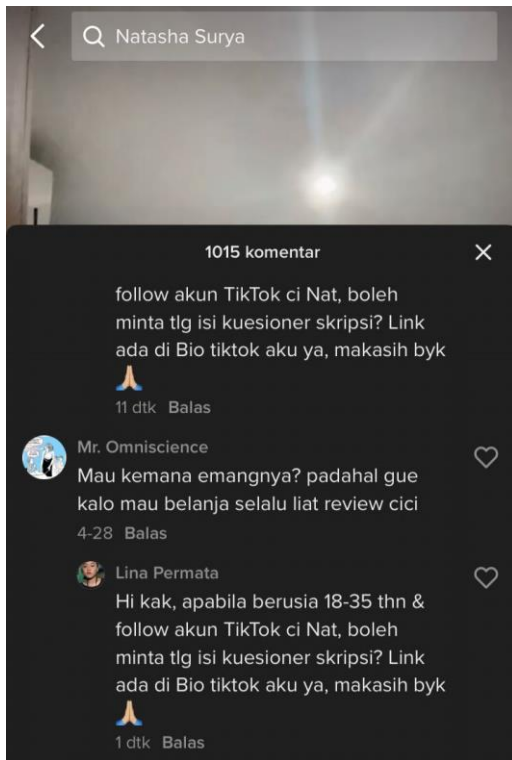 Natasha Surya
1015 komentar
follow akun TikTok ci Nat, boleh
minta tlg isi kuesioner skripsi? Link
ada di Bio tiktok aku ya, makasih byk
🙏🏼
11 dtk Balas
Mr. Omniscience
Mau kemana emangnya? padahal gue
kalo mau belanja selalu liat review cici
4-28 Balas
Lina Permata
Hi kak, apabila berusia 18-35 thn &
follow akun TikTok ci Nat, boleh
minta tlg isi kuesioner skripsi? Link
ada di Bio tiktok aku ya, makasih byk
🙏🏼
1 dtk Balas